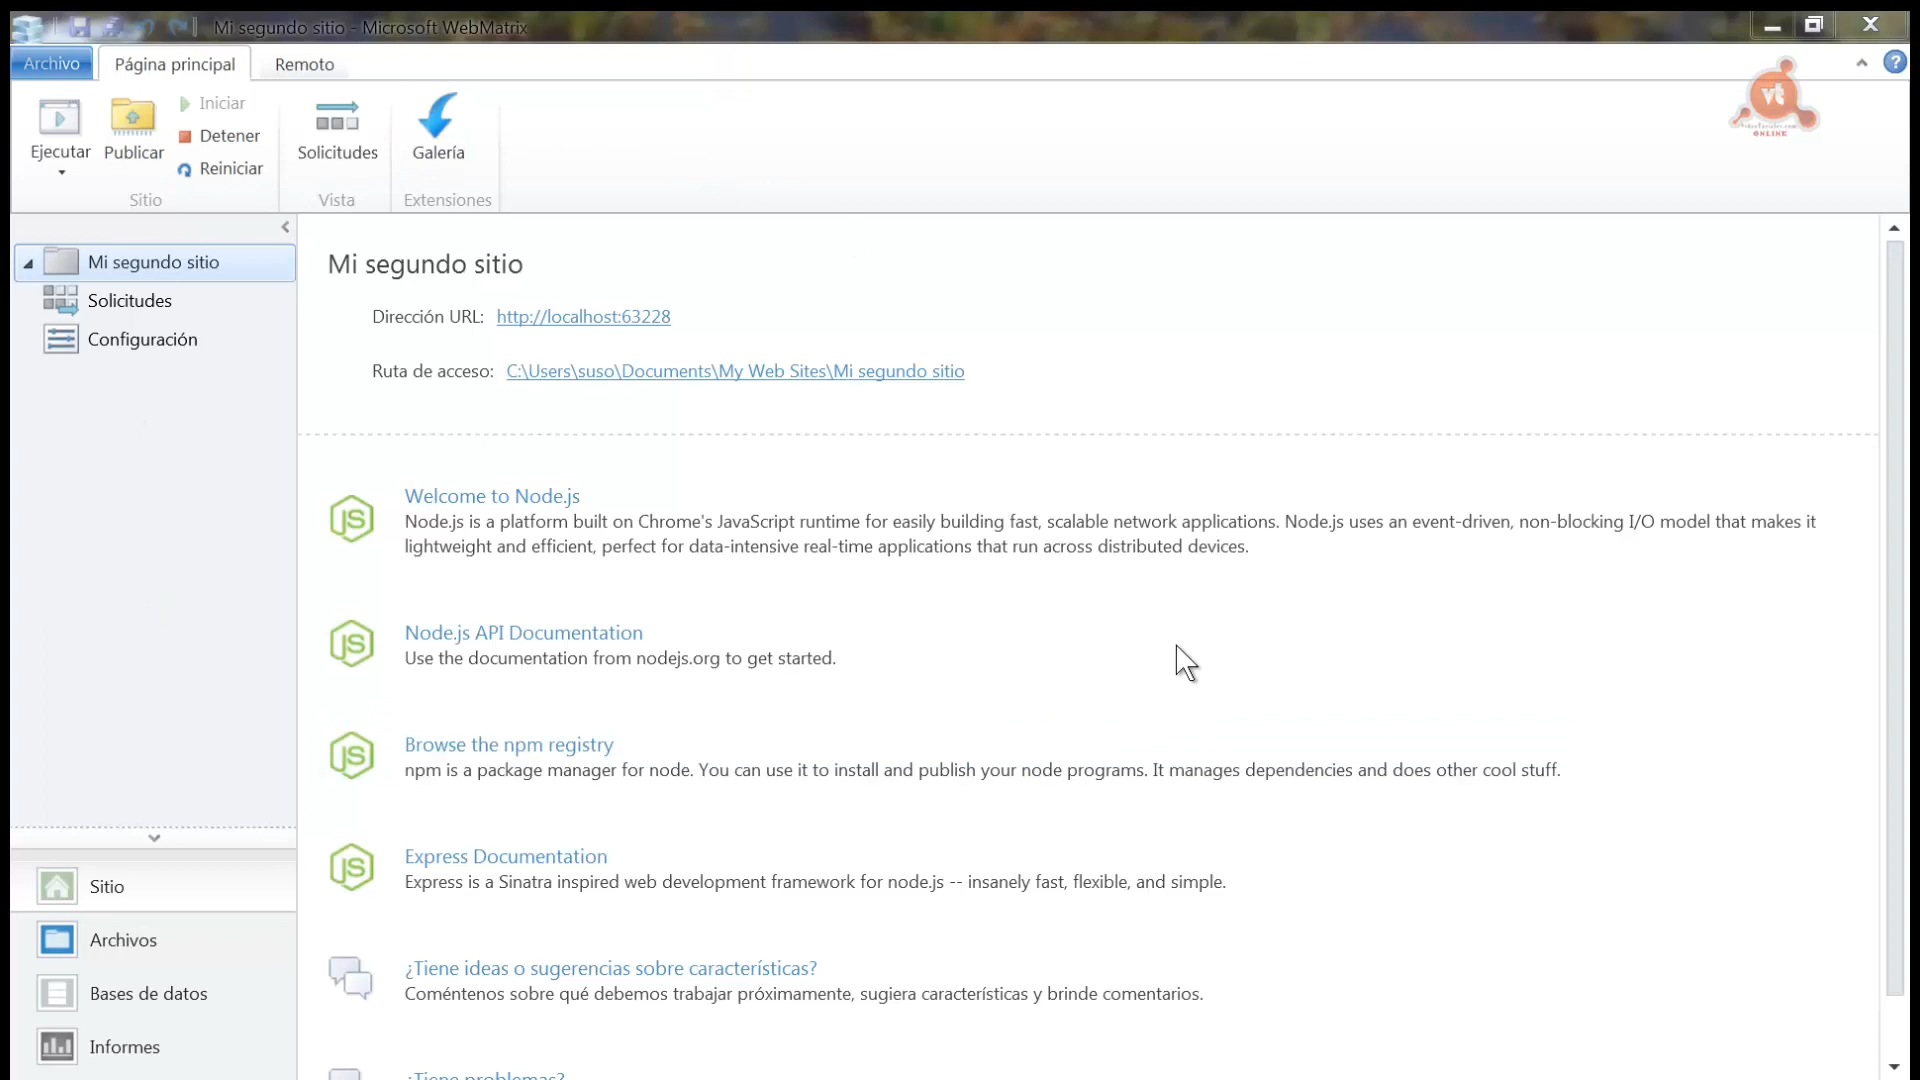 Mi segundo sitio - Microsoft WebMatrix
Archivo Página principal Remoto
Ejecutar Publicar Iniciar Detener Reiniciar Solicitudes Galería
Sitio Vista Extensiones
vt
ONLINE
Mi segundo sitio
Solicitudes
Configuración
Mi segundo sitio
Dirección URL: http://localhost:63228
Ruta de acceso: C:\Users\suso\Documents\My Web Sites\Mi segundo sitio
Welcome to Node.js
Node.js is a platform built on Chrome's JavaScript runtime for easily building fast, scalable network applications. Node.js uses an event-driven, non-blocking I/O model that makes it
lightweight and efficient, perfect for data-intensive real-time applications that run across distributed devices.
Node.js API Documentation
Use the documentation from nodejs.org to get started.
Browse the npm registry
npm is a package manager for node. You can use it to install and publish your node programs. It manages dependencies and does other cool stuff.
Express Documentation
Express is a Sinatra inspired web development framework for node.js -- insanely fast, flexible, and simple.
¿Tiene ideas o sugerencias sobre características?
Coméntenos sobre qué debemos trabajar próximamente, sugiera características y brinde comentarios.
¿Tiene problemas?
Sitio
Archivos
Bases de datos
Informes